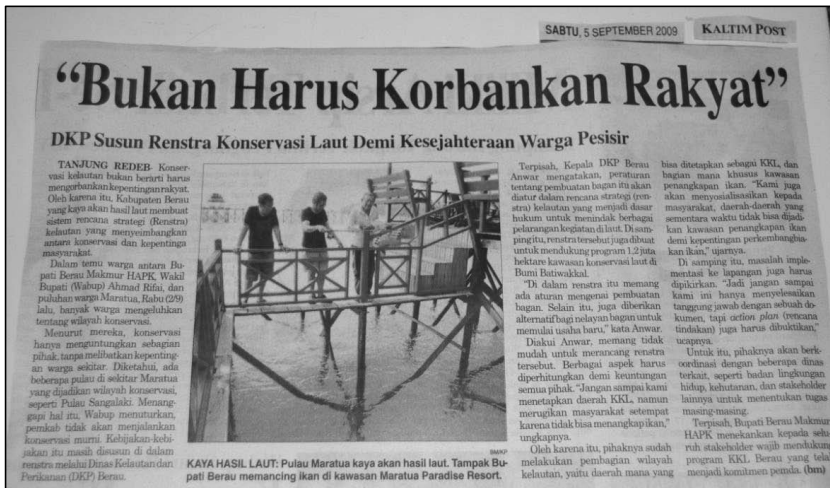 SABTU, 5 SEPTEMBER 2009
KALTIM POST
“Bukan Harus Korbankan Rakyat”
DKP Susun Renstra Konservasi Laut Demi Kesejahteraan Warga Pesisir
TANJUNG REDEB- Konser-
vasi kelautan bukan berarti harus
mengorbankan kepentingan rakyat.
Oleh karena itu, Kabupaten Berau
yang kaya akan hasil laut membuat
sistem rencana strategi (Renstra)
kelautan yang menyeimbangkan
antara konservasi dan kepentinga
masyarakat.
Dalam temu warga antara Bu-
pati Berau Makmur HAPK, Wakil
Bupati (Wabup) Ahmad Rifai, dan
puluhan warga Maratua, Rabu (2/9)
lalu, banyak warga mengeluhkan
tentang wilayah konservasi.
Menurut mereka, konservasi
hanya menguntungkan sebagian
pihak, tanpa melibatkan kepenting-
an warga sekitar. Diketahui, ada
beberapa pulau di sekitar Maratua
yang dijadikan wilayah konservasi,
seperti Pulau Sangalaki. Menang-
gapi hal itu, Wabup menuturkan,
pemkab tidak akan menjalankan
konservasi murni. Kebijakan-kebi-
jakan itu masih disusun di dalam
renstra melalui Dinas Kelautan dan
Perikanan (DKP) Berau.
KAYA HASIL LAUT: Pulau Maratua kaya akan hasil laut. Tampak Bu-
pati Berau memancing ikan di kawasan Maratua Paradise Resort.
Terpisah, Kepala DKP Berau
Anwar mengatakan, peraturan
tentang pembuatan bagan itu akan
diatur dalam rencana strategi (ren-
stra) kelautan yang menjadi dasar
hukum untuk menindak berbagai
pelarangan kegiatan di laut. Di sam-
ping itu, renstra tersebut juga dibuat
untuk mendukung program 1,2 juta
hektare kawasan konservasi laut di
Bumi Batiwakkal.
“Di dalam renstra itu memang
ada aturan mengenai pembuatan
bagan. Selain itu, juga diberikan
alternatif bagi nelayan bagan untuk
memulai usaha baru,” kata Anwar.
Diakui Anwar, memang tidak
mudah untuk merancang renstra
tersebut. Berbagai aspek harus
diperhitungkan demi keuntungan
semua pihak. “Jangan sampai kami
menetapkan daerah KKL, namun
merugikan masyarakat setempat
karena tidak bisa menangkap ikan,”
ungkapnya.
Oleh karena itu, pihaknya sudah
melakukan pembagian wilayah
kelautan, yaitu daerah mana yang
bisa ditetapkan sebagai KKL, dan
bagian mana khusus kawasan
penangkapan ikan. “Kami juga
akan menyosialisasikan kepada
masyarakat, daerah-daerah yang
sementara waktu tidak bisa dijadi-
kan kawasan penangkapan ikan
demi kepentingan perkembangbia-
kan ikan,” ujarnya.
Di samping itu, masalah imple-
mentasi ke lapangan juga harus
dipikirkan. “Jadi jangan sampai
kami ini hanya menyelesaikan
tanggung jawab dengan sebuah do-
kumen, tapi action plan (rencana
tindakan) juga harus dibuktikan,”
ucapnya.
Untuk itu, pihaknya akan berk-
oordinasi dengan beberapa dinas
terkait, seperti badan lingkungan
hidup, kehutanan, dan stakeholder
lainnya untuk menentukan tugas
masing-masing.
Terpisah, Bupati Berau Makmur
HAPK menekankan kepada selu-
ruh stakeholder wajib mendukung
program KKL Berau yang tela
menjadi komitmen pemda. (bm)